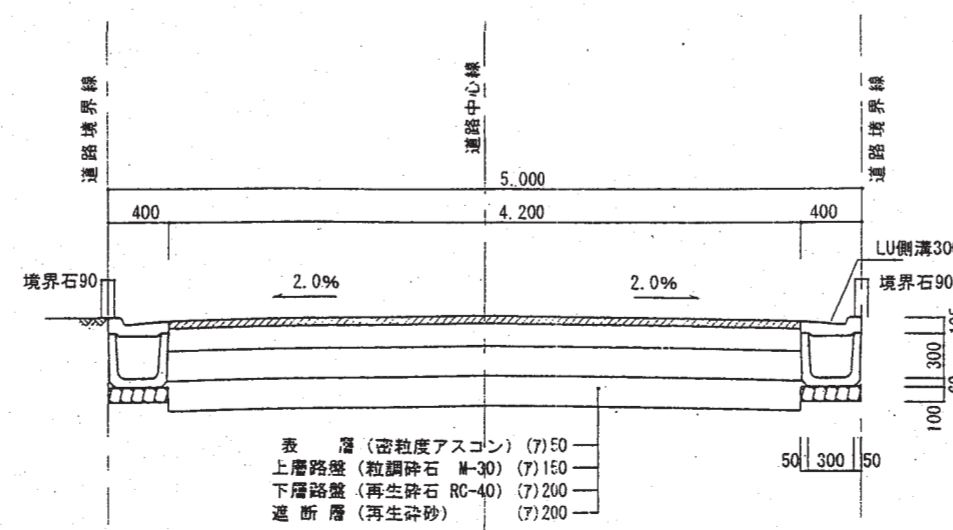 道路境界線
道路中心線
道路境界線
5.000
400
4.200
400
LU側溝30
境界石90
2.0%
2.0%
境界石90
300
100
表 層 (密粒度アスコン) (ｱ)50
上層路盤 (粒調砕石 M-30) (ｱ)150
下層路盤 (再生砕石 RC-40) (ｱ)200
遮断層 (再生砕砂) (ｱ)200
50
300
50